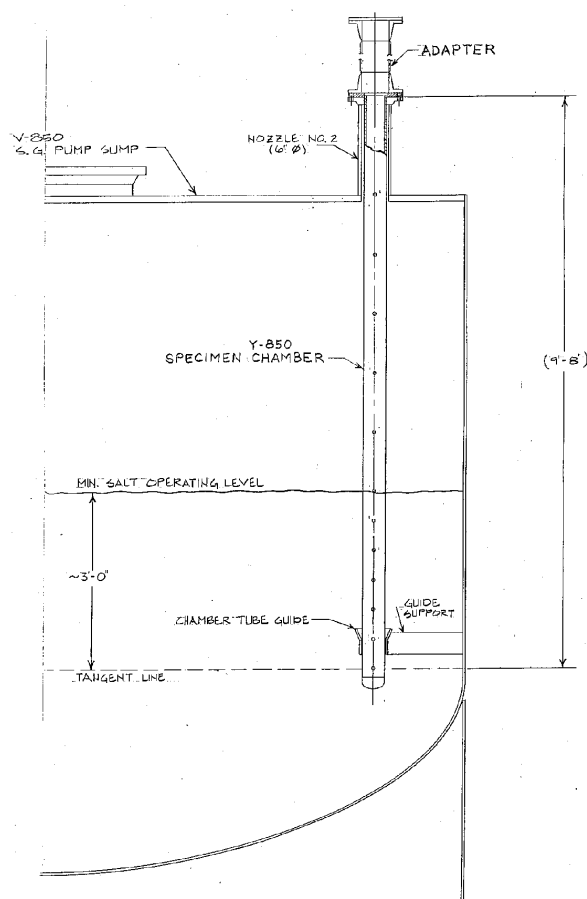 ADAPTER
V-850
S.G. PUMP SUMP
NOZZLE NO. 2
(6" Ø)
Y-850
SPECIMEN CHAMBER
(9'-8")
MIN. SALT OPERATING LEVEL
~3'-0"
GUIDE
SUPPORT
CHAMBER TUBE GUIDE
TANGENT LINE